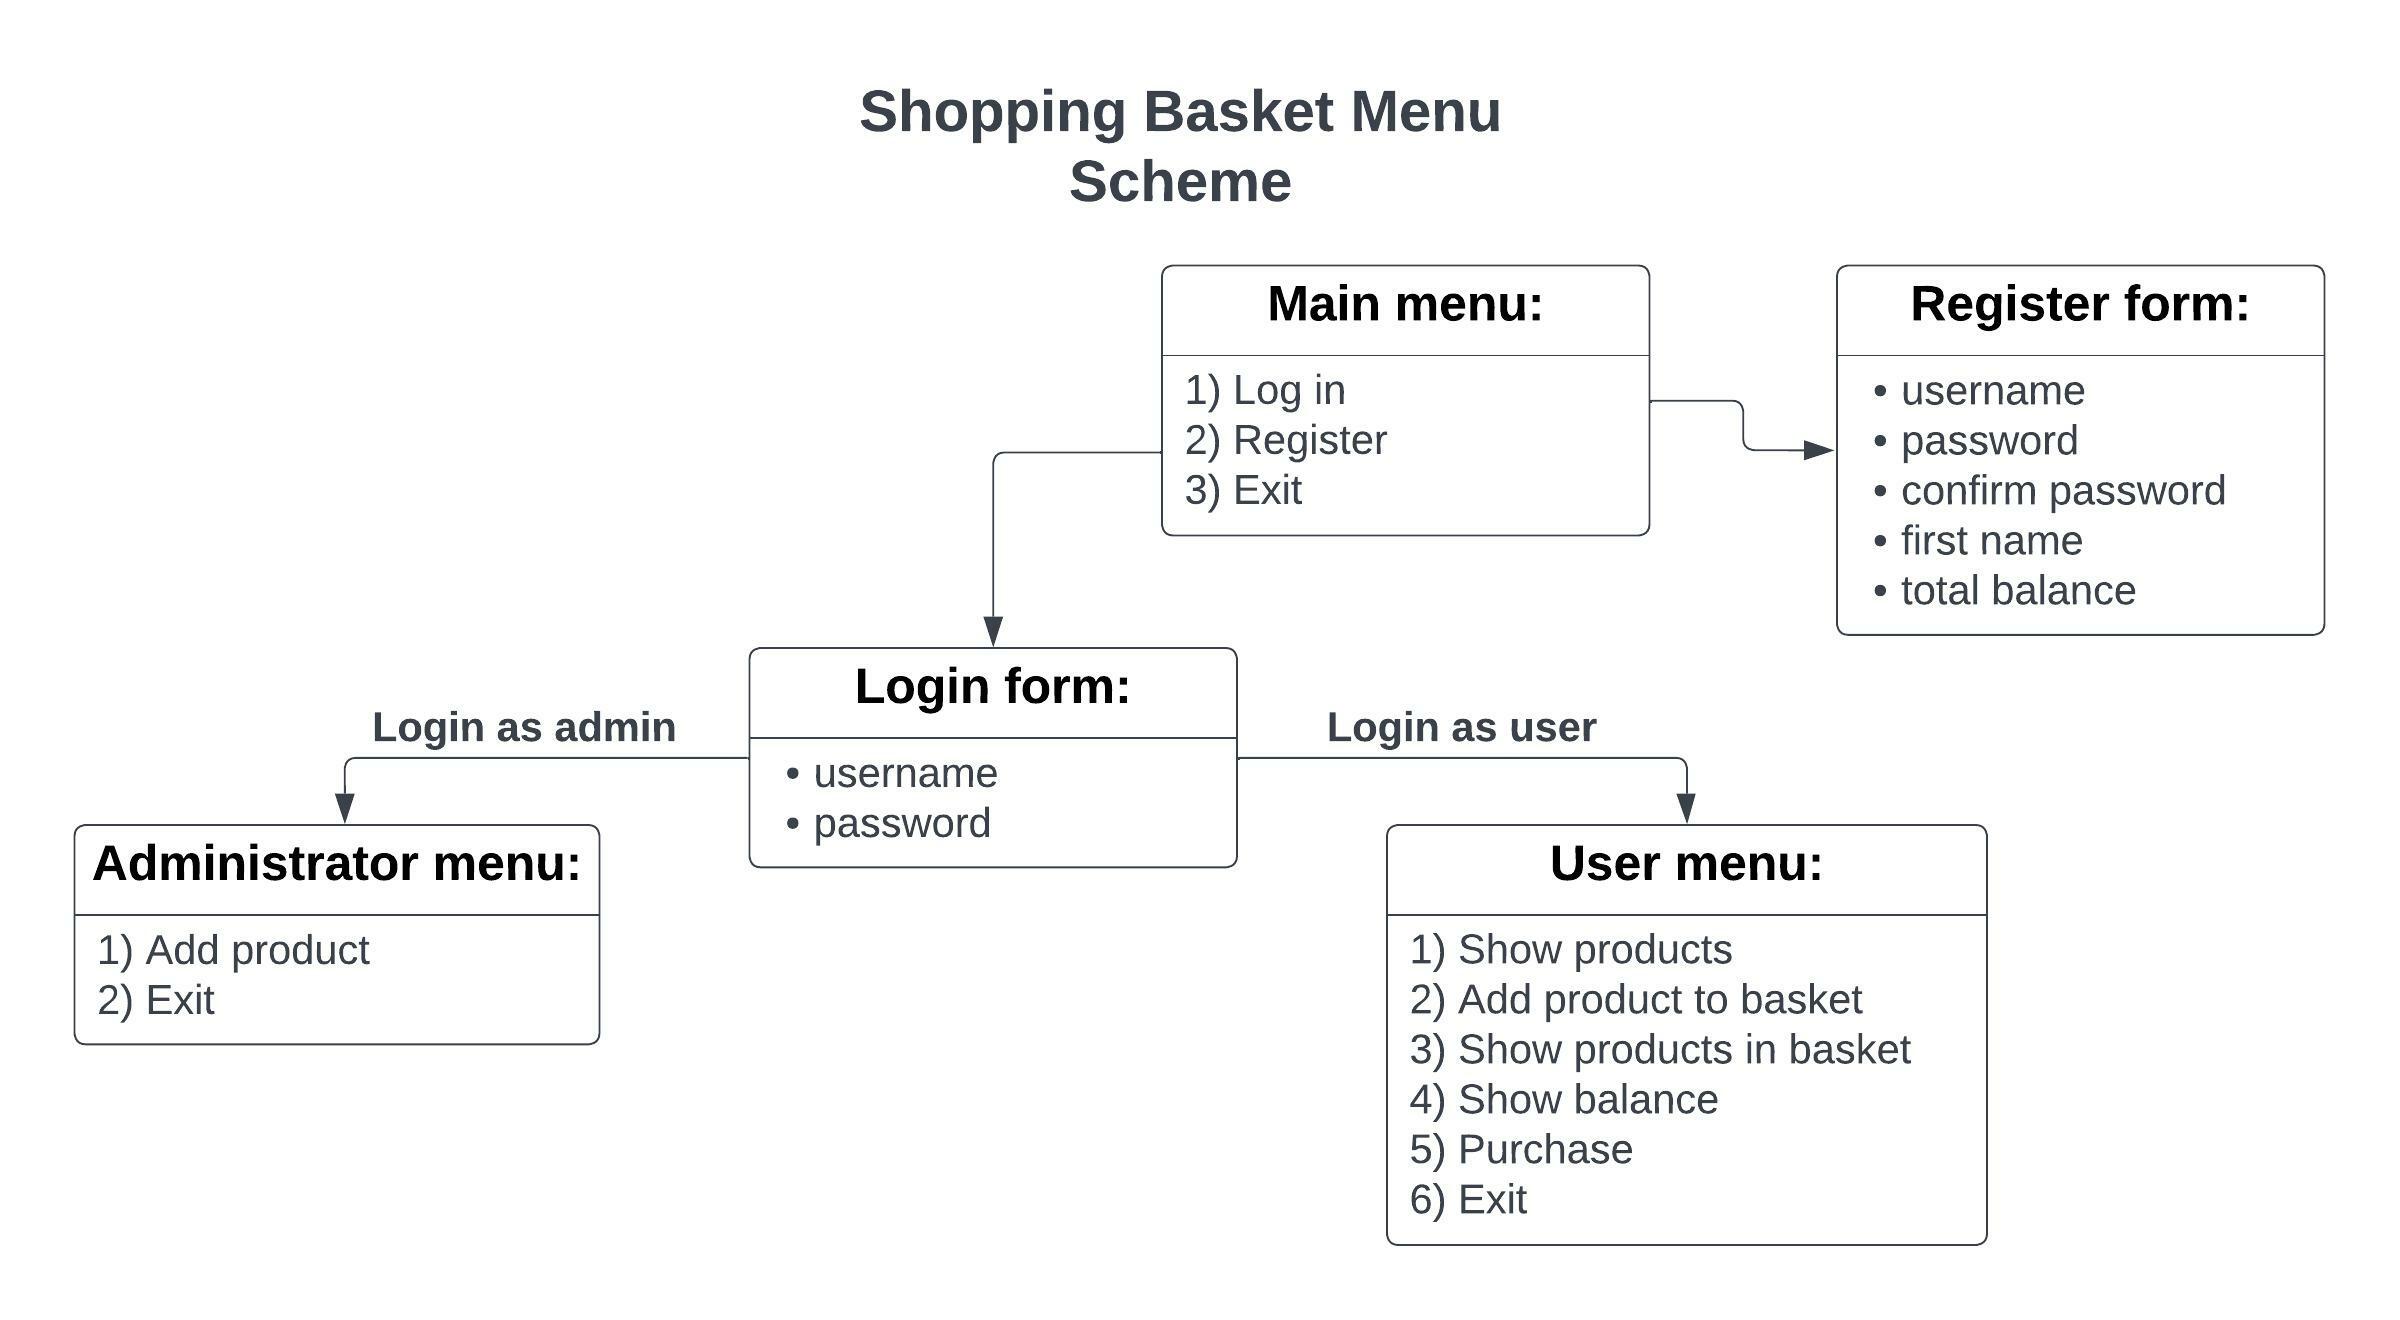 Shopping Basket Menu
Scheme
Main menu:
1) Log in
2) Register
3) Exit
Register form:
• username
• password
• confirm password
• first name
• total balance
Login form:
• username
• password
Login as admin
Login as user
Administrator menu:
1) Add product
2) Exit
User menu:
1) Show products
2) Add product to basket
3) Show products in basket
4) Show balance
5) Purchase
6) Exit